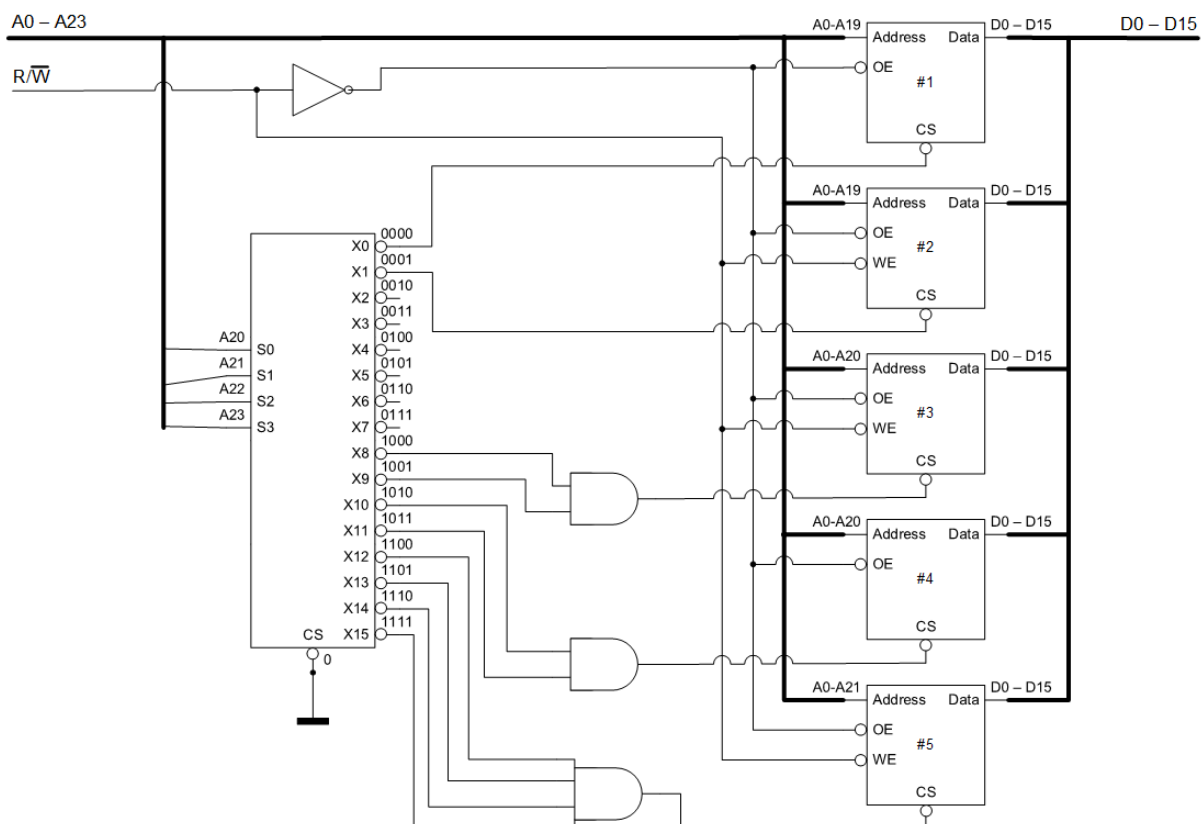 A0 – A23
A0-A19
D0 – D15
D0 – D15
Address
Data
R/W̅
OE
#1
CS
A0-A19
D0 – D15
Address
Data
OE
#2
WE
CS
X0
0000
X1
0001
X2
0010
X3
0011
X4
0100
X5
0101
X6
0110
X7
0111
X8
1000
X9
1001
X10
1010
X11
1011
X12
1100
X13
1101
X14
1110
X15
1111
A20
S0
A21
S1
A22
S2
A23
S3
CS
0
A0-A20
D0 – D15
Address
Data
OE
#3
WE
CS
A0-A20
D0 – D15
Address
Data
OE
#4
CS
A0-A21
D0 – D15
Address
Data
OE
#5
WE
CS